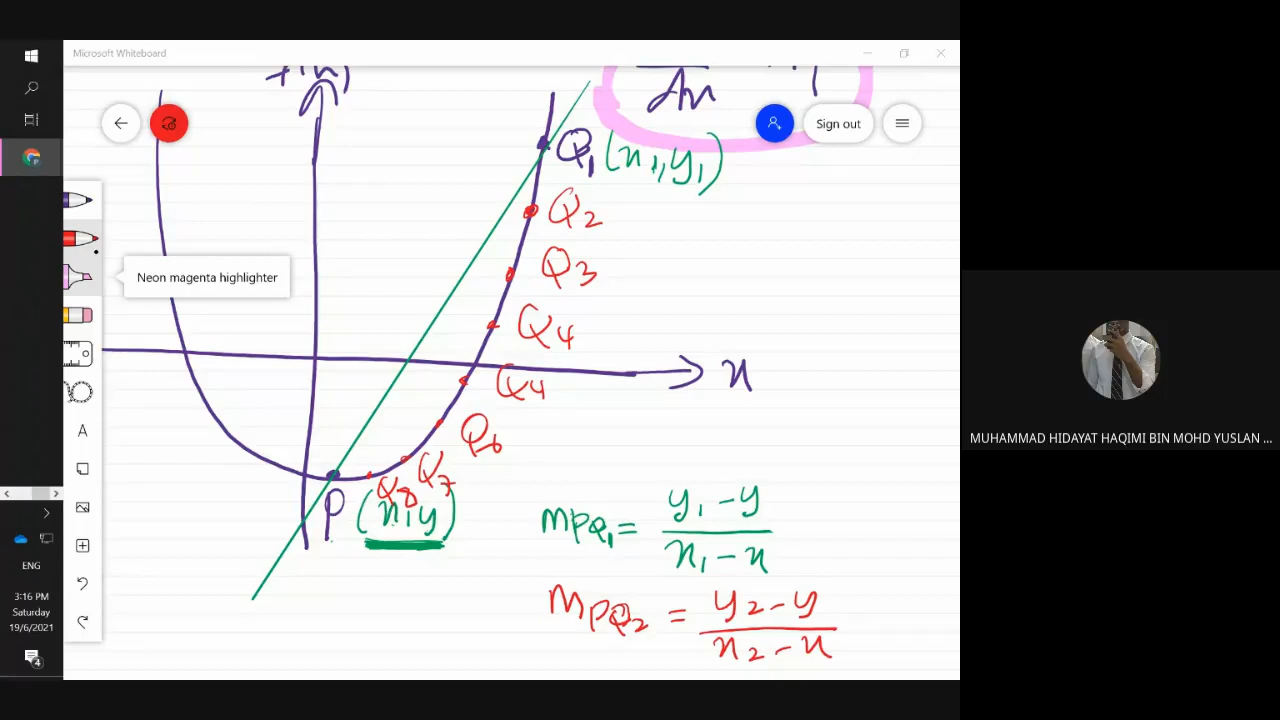 Microsoft Whiteboard
f(x)
Δx
Q1 (x1, y1)
Sign out
Q2
Neon magenta highlighter
Q3
Q4
x
Q4
Q6
Q7
Q8
P (x, y)
mPQ1 = y1 - y
x1 - x
mPQ2 = y2 - y
x2 - x
A
ENG
3:16 PM
Saturday
19/6/2021
4
MUHAMMAD HIDAYAT HAQIMI BIN MOHD YUSLAN ...